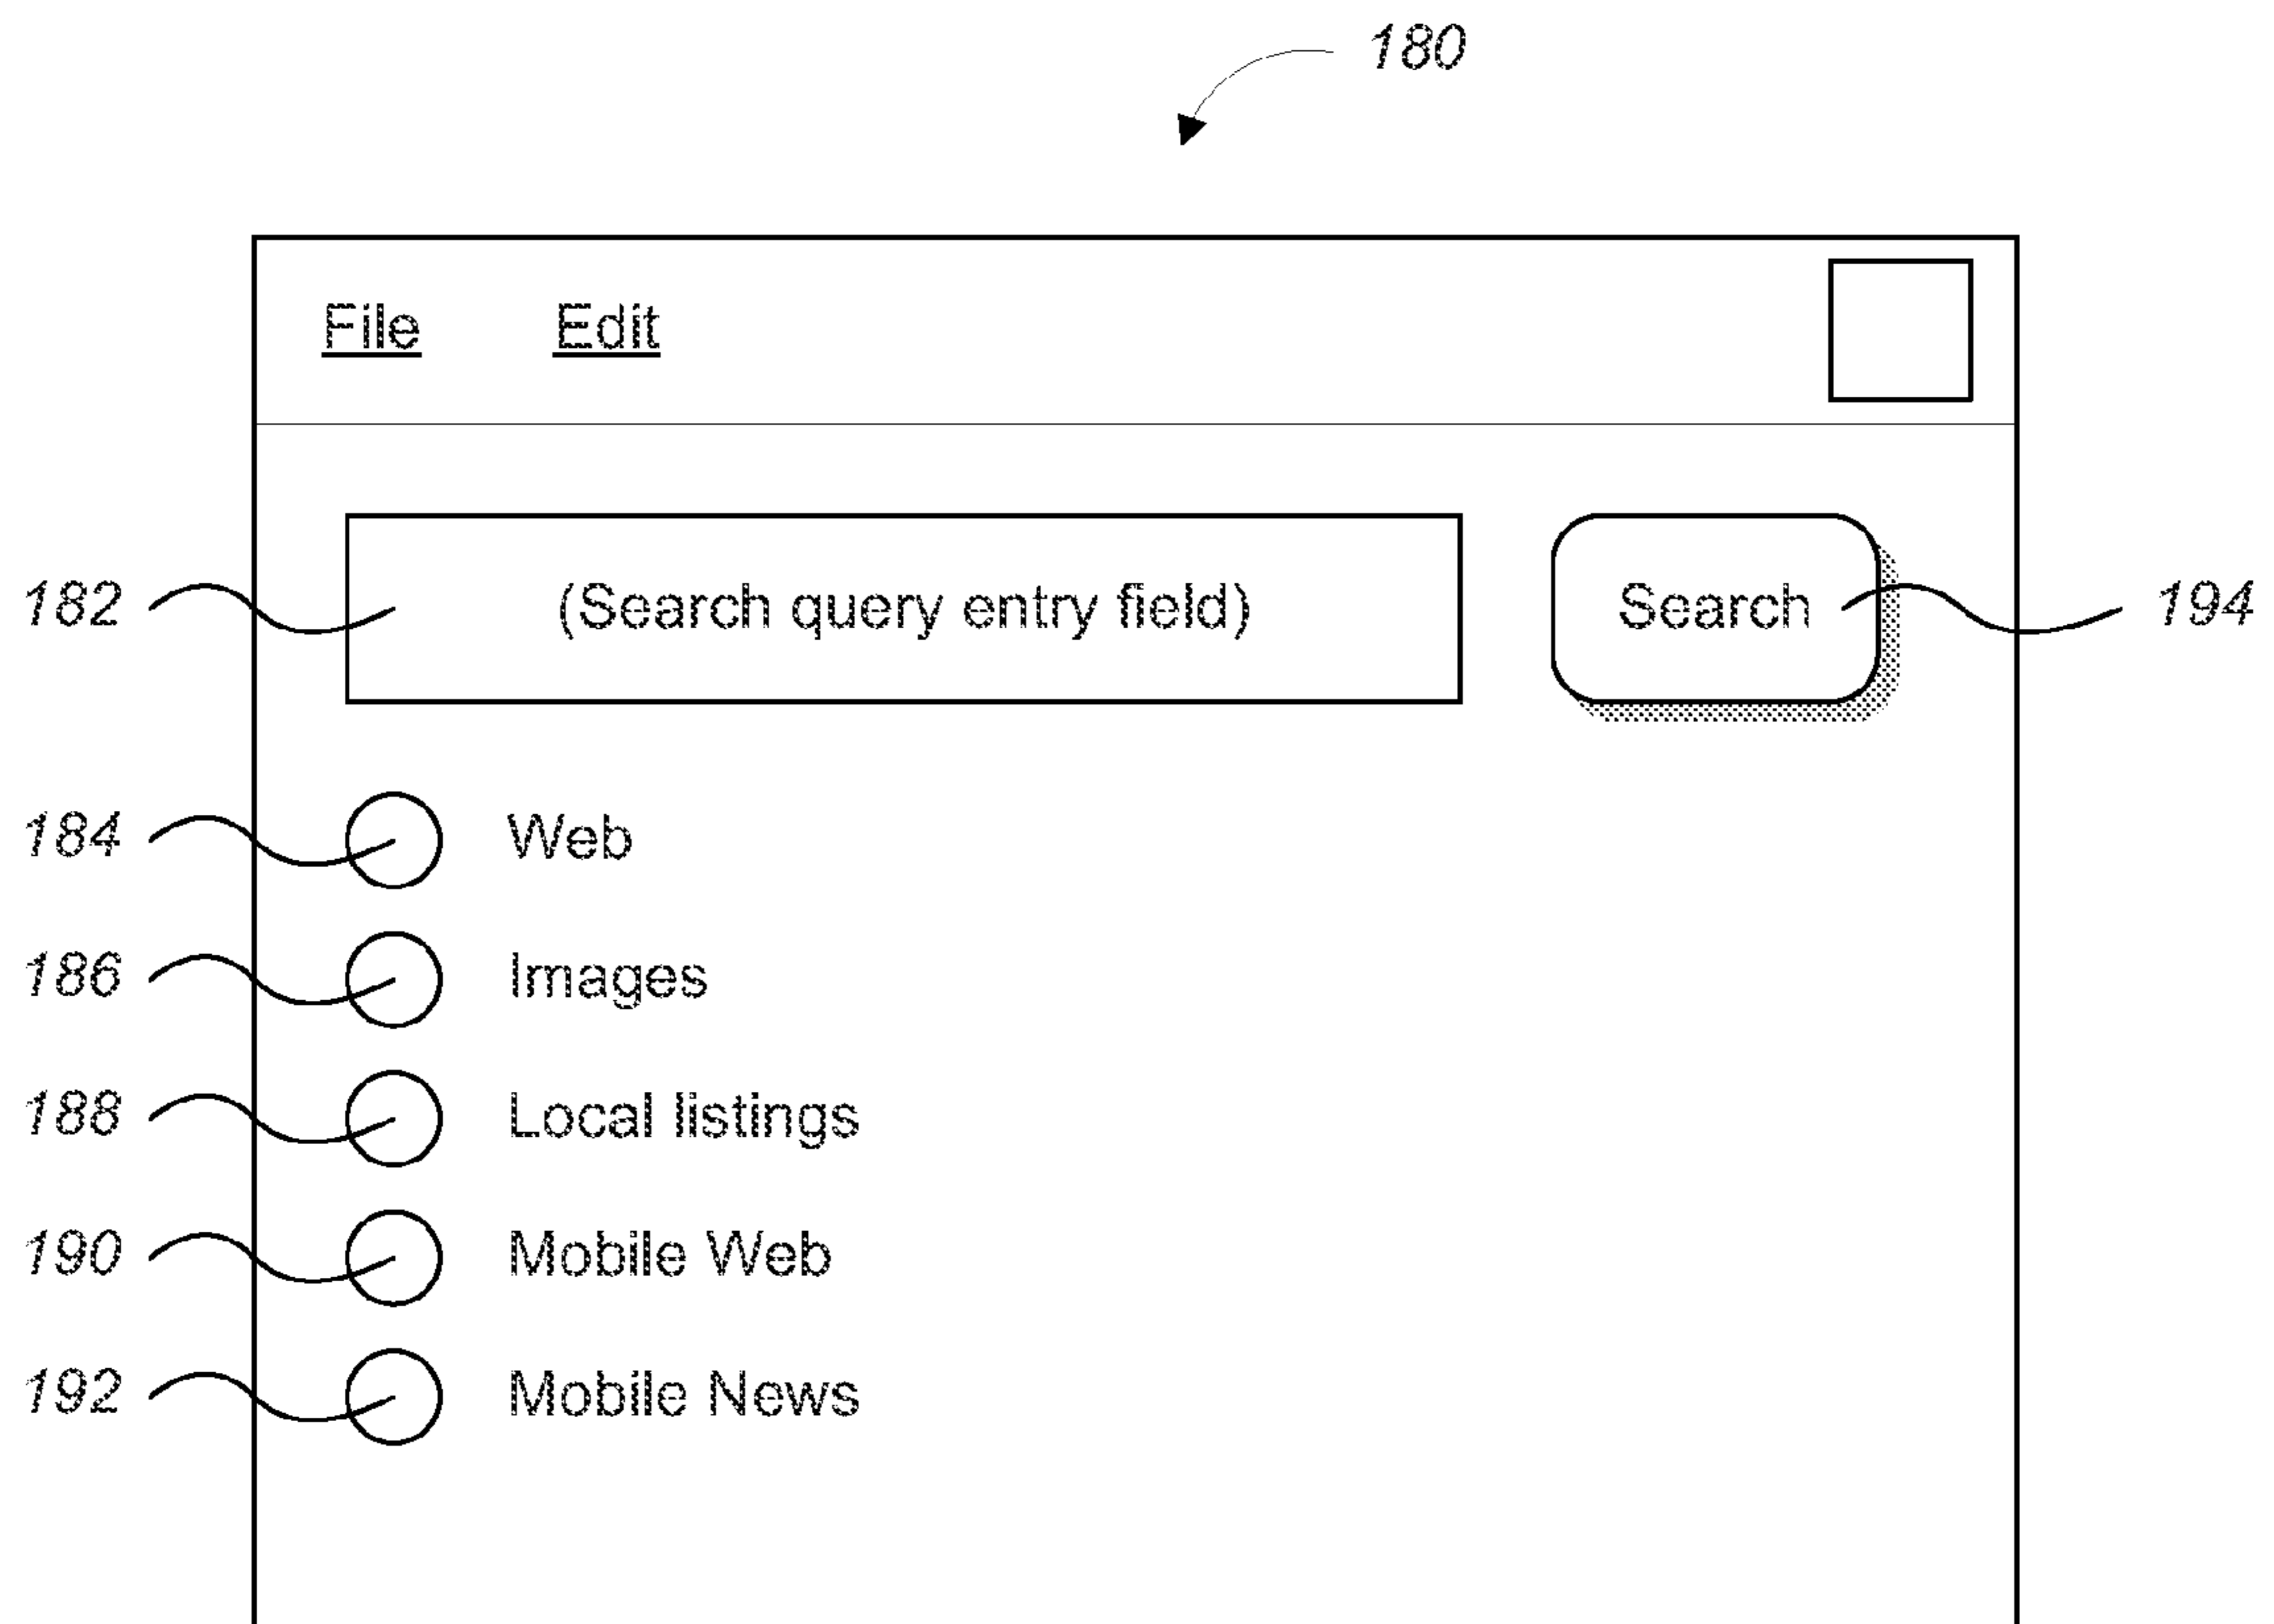 180
File Edit
182 (Search query entry field) Search 194
184 Web
186 Images
188 Local listings
190 Mobile Web
192 Mobile News